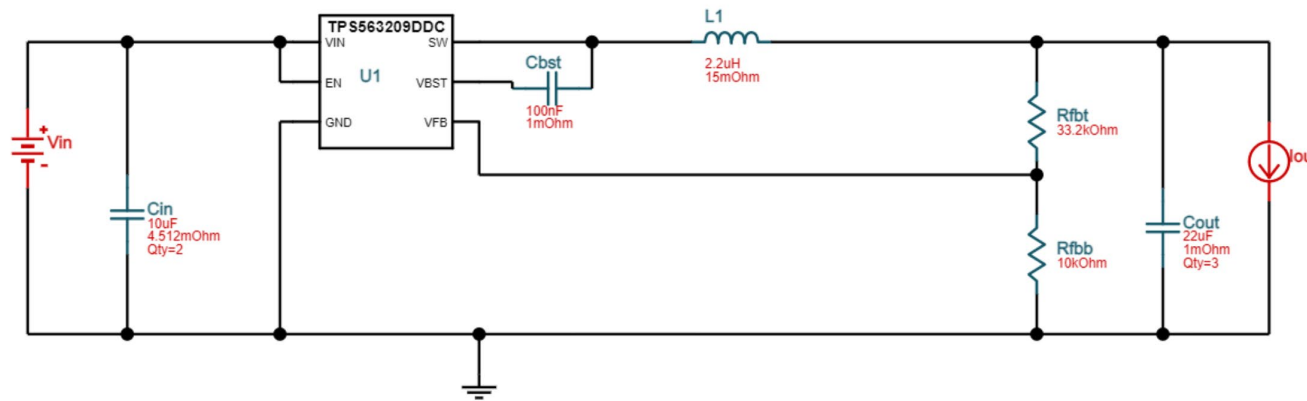 TPS563209DDC
VIN
SW
EN
U1
VBST
GND
VFB
Cbst
100nF
1mOhm
L1
2.2uH
15mOhm
+
Vin
-
Cin
10uF
4.512mOhm
Qty=2
Rfbt
33.2kOhm
Rfbb
10kOhm
Cout
22uF
1mOhm
Qty=3
Iou